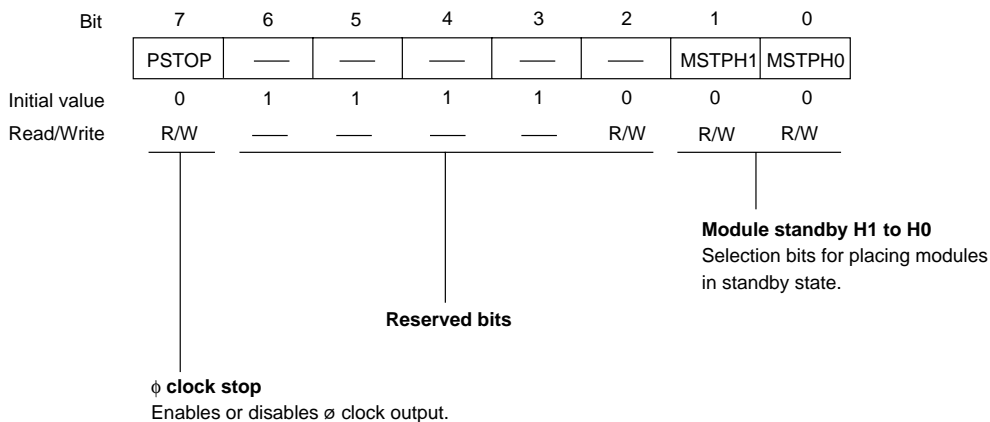 Bit 7 6 5 4 3 2 1 0
PSTOP — — — — — MSTPH1 MSTPH0
Initial value 0 1 1 1 1 0 0 0
Read/Write R/W — — — — R/W R/W R/W
Module standby H1 to H0
Selection bits for placing modules
in standby state.
Reserved bits
ϕ clock stop
Enables or disables ø clock output.